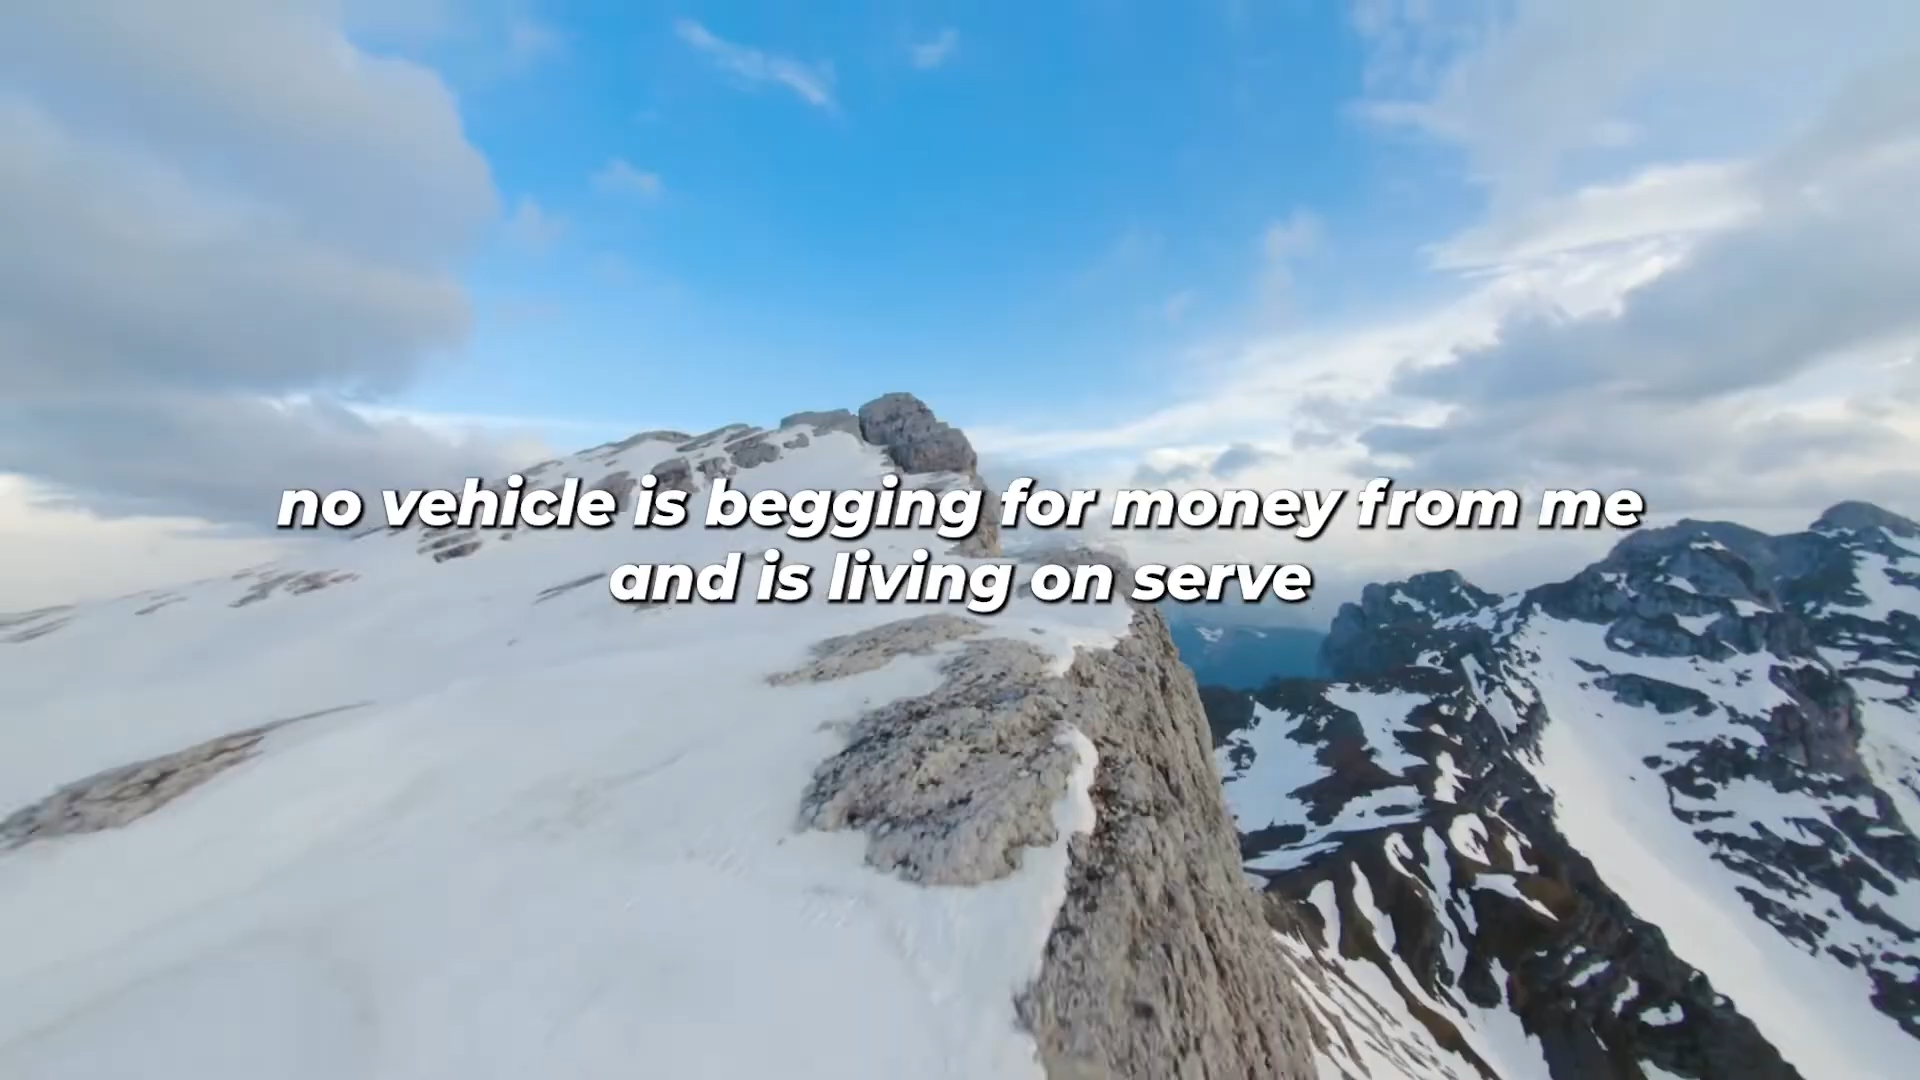 no vehicle is begging for money from me
and is living on serve